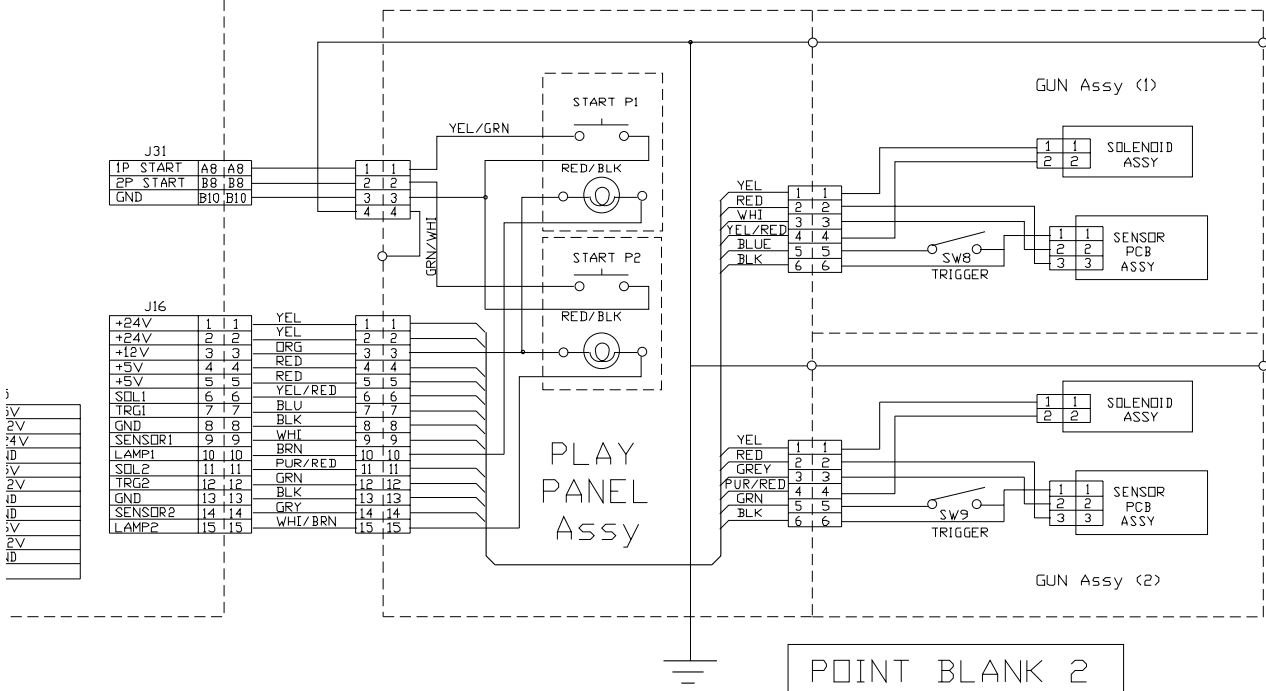 GUN Assy (1)
START P1
YEL/GRN
RED/BLK
J31
1P START A8 A8
2P START B8 B8
GND B10 B10
1 1
2 2
3 3
4 4
GRN/WHI
START P2
RED/BLK
1 1
2 2
SOLENOID
ASSY
YEL 1 1
RED 2 2
WHI 3 3
YEL/RED 4 4
BLUE 5 5
BLK 6 6
SW8
TRIGGER
1 1
2 2
3 3
SENSOR
PCB
ASSY
J16
+24V 1 1 YEL 1 1
+24V 2 2 YEL 2 2
+12V 3 3 ORG 3 3
+5V 4 4 RED 4 4
+5V 5 5 RED 5 5
SOL1 6 6 YEL/RED 6 6
TRG1 7 7 BLU 7 7
GND 8 8 BLK 8 8
SENSOR1 9 9 WHI 9 9
LAMP1 10 10 BRN 10 10
SOL2 11 11 PUR/RED 11 11
TRG2 12 12 GRN 12 12
GND 13 13 BLK 13 13
SENSOR2 14 14 GRY 14 14
LAMP2 15 15 WHI/BRN 15 15
PLAY
PANEL
Assy
1 1
2 2
SOLENOID
ASSY
YEL 1 1
RED 2 2
GREY 3 3
PUR/RED 4 4
GRN 5 5
BLK 6 6
SW9
TRIGGER
1 1
2 2
3 3
SENSOR
PCB
ASSY
GUN Assy (2)
POINT BLANK 2